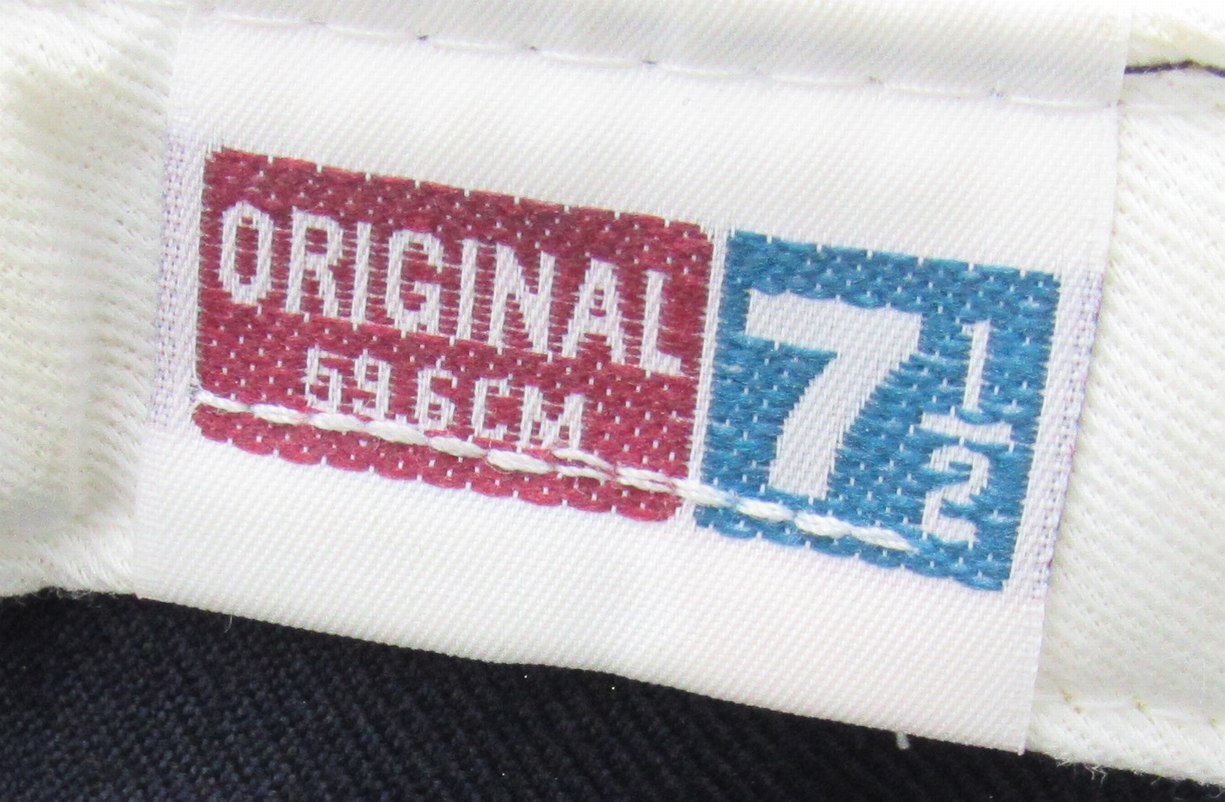 ORIGINAL
59.6CM
7 1/2